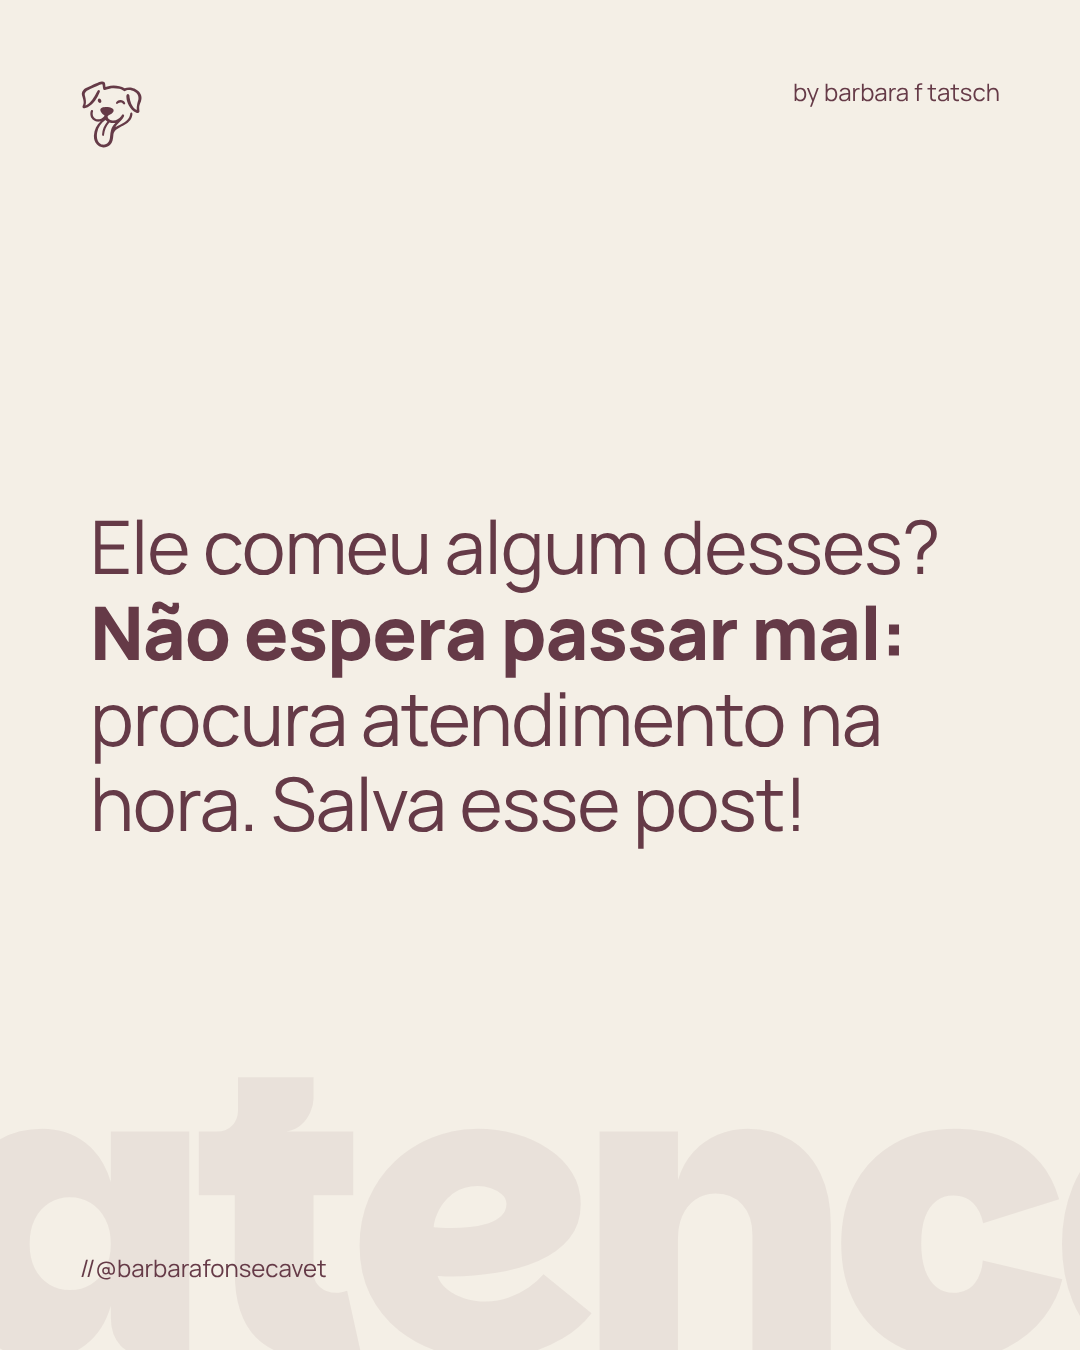 by barbara f tatsch
Ele comeu algum desses?
Não espera passar mal:
procura atendimento na
hora. Salva esse post!
atenc
//@barbarafonsecavet